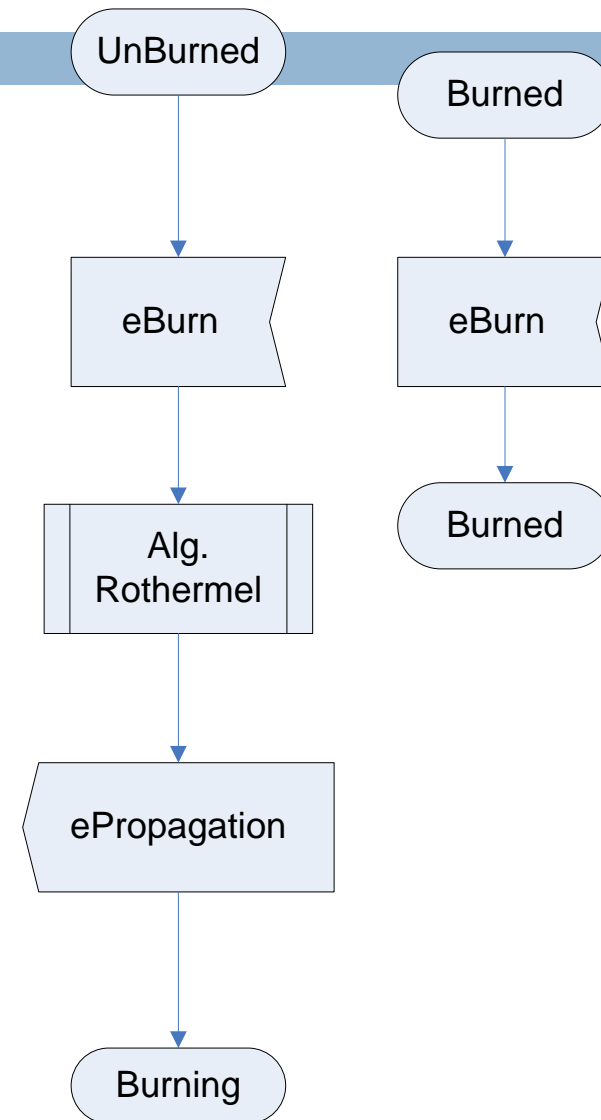 UnBurned
eBurn
Alg.
Rothermel
ePropagation
Burning
Burned
eBurn
Burned